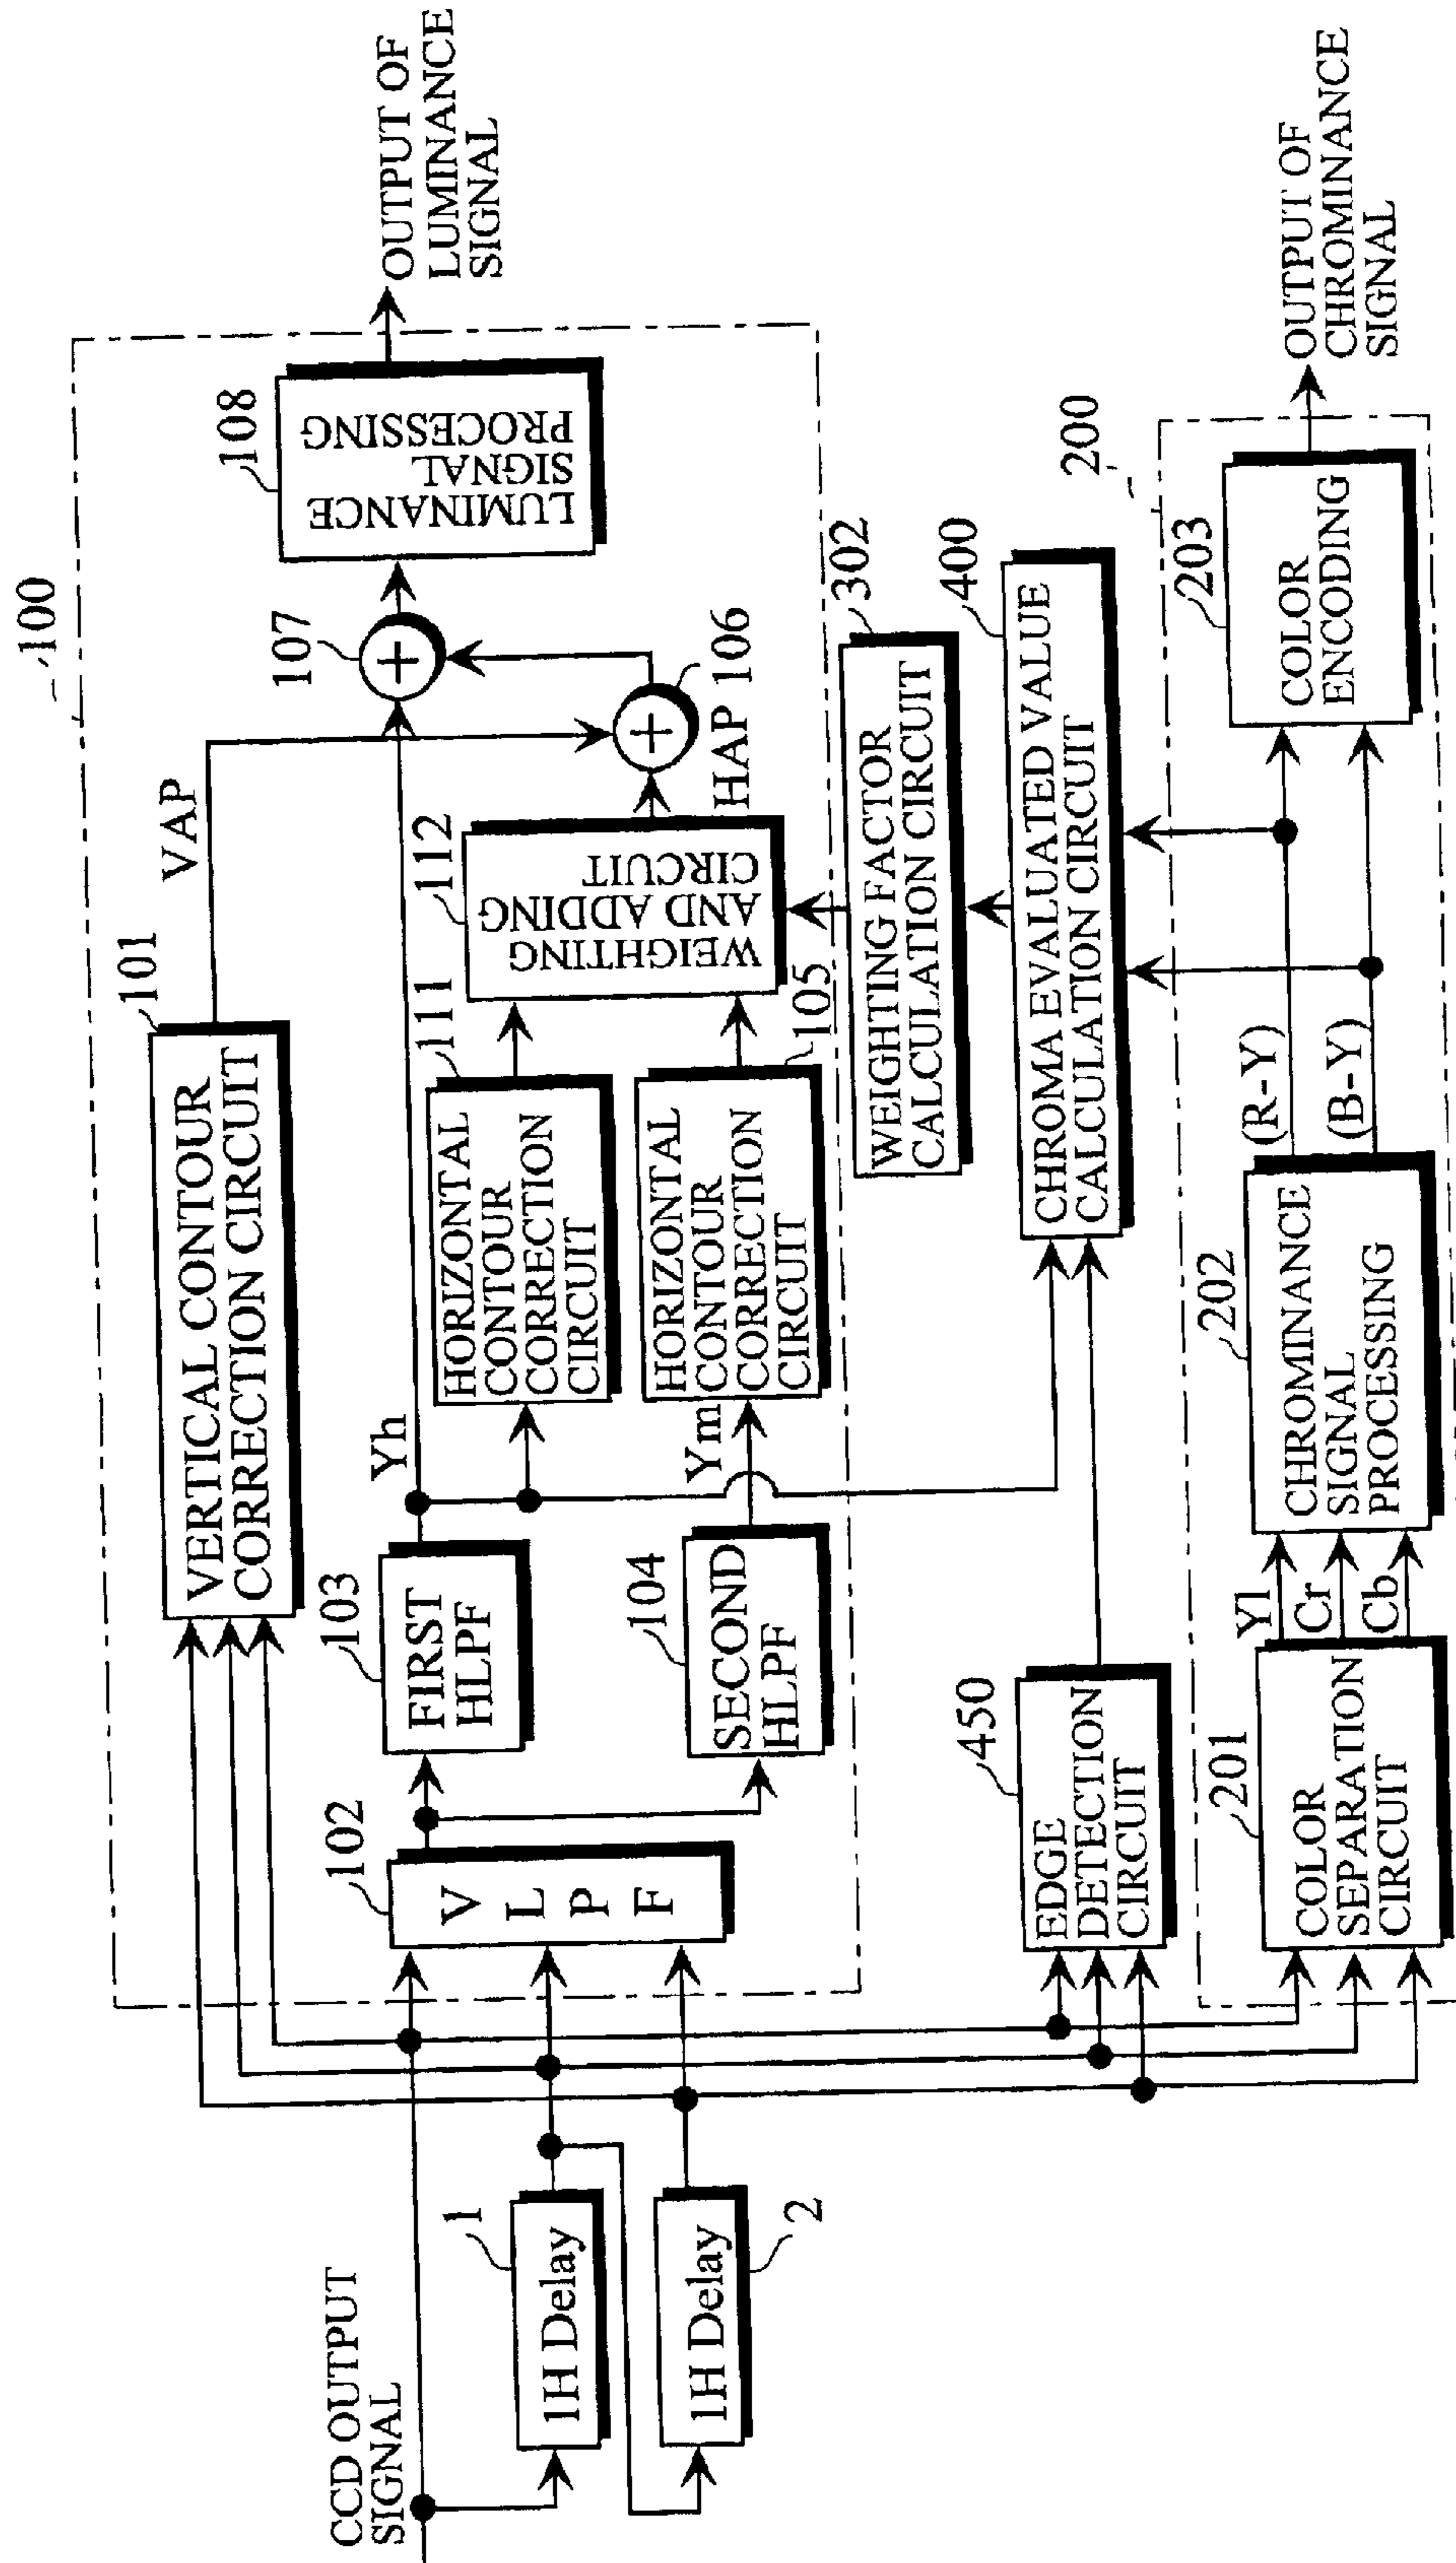 100
VERTICAL CONTOUR
CORRECTION CIRCUIT
101
VAP
108
LUMINANCE
SIGNAL
PROCESSING
OUTPUT OF
LUMINANCE
SIGNAL
CCD OUTPUT
SIGNAL
102
V
L
P
F
103
FIRST
HLPF
Yh
111
HORIZONTAL
CONTOUR
CORRECTION
CIRCUIT
112
WEIGHTING
AND ADDING
CIRCUIT
107
+
+
106
HAP
1
1H Delay
1H Delay
2
104
SECOND
HLPF
Ym
HORIZONTAL
CONTOUR
CORRECTION
CIRCUIT
105
302
WEIGHTING FACTOR
CALCULATION CIRCUIT
400
CHROMA EVALUATED VALUE
CALCULATION CIRCUIT
450
EDGE
DETECTION
CIRCUIT
200
201
COLOR
SEPARATION
CIRCUIT
Yl
Cr
Cb
202
CHROMINANCE
SIGNAL
PROCESSING
(R-Y)
(B-Y)
203
COLOR
ENCODING
OUTPUT OF
CHROMINANCE
SIGNAL